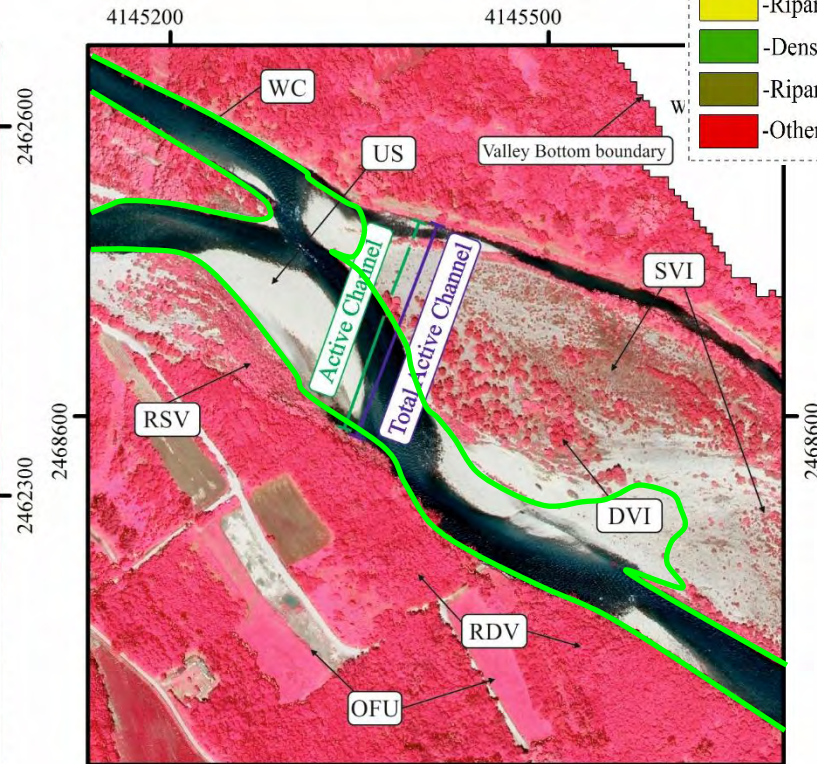 4145200
4145500
-Ripar
-Dens
-Ripar
-Other
2462600
2462300
2468600
2468600
W
WC
US
Valley Bottom boundary
SVI
Active Channel
Total Active Channel
RSV
DVI
RDV
OFU